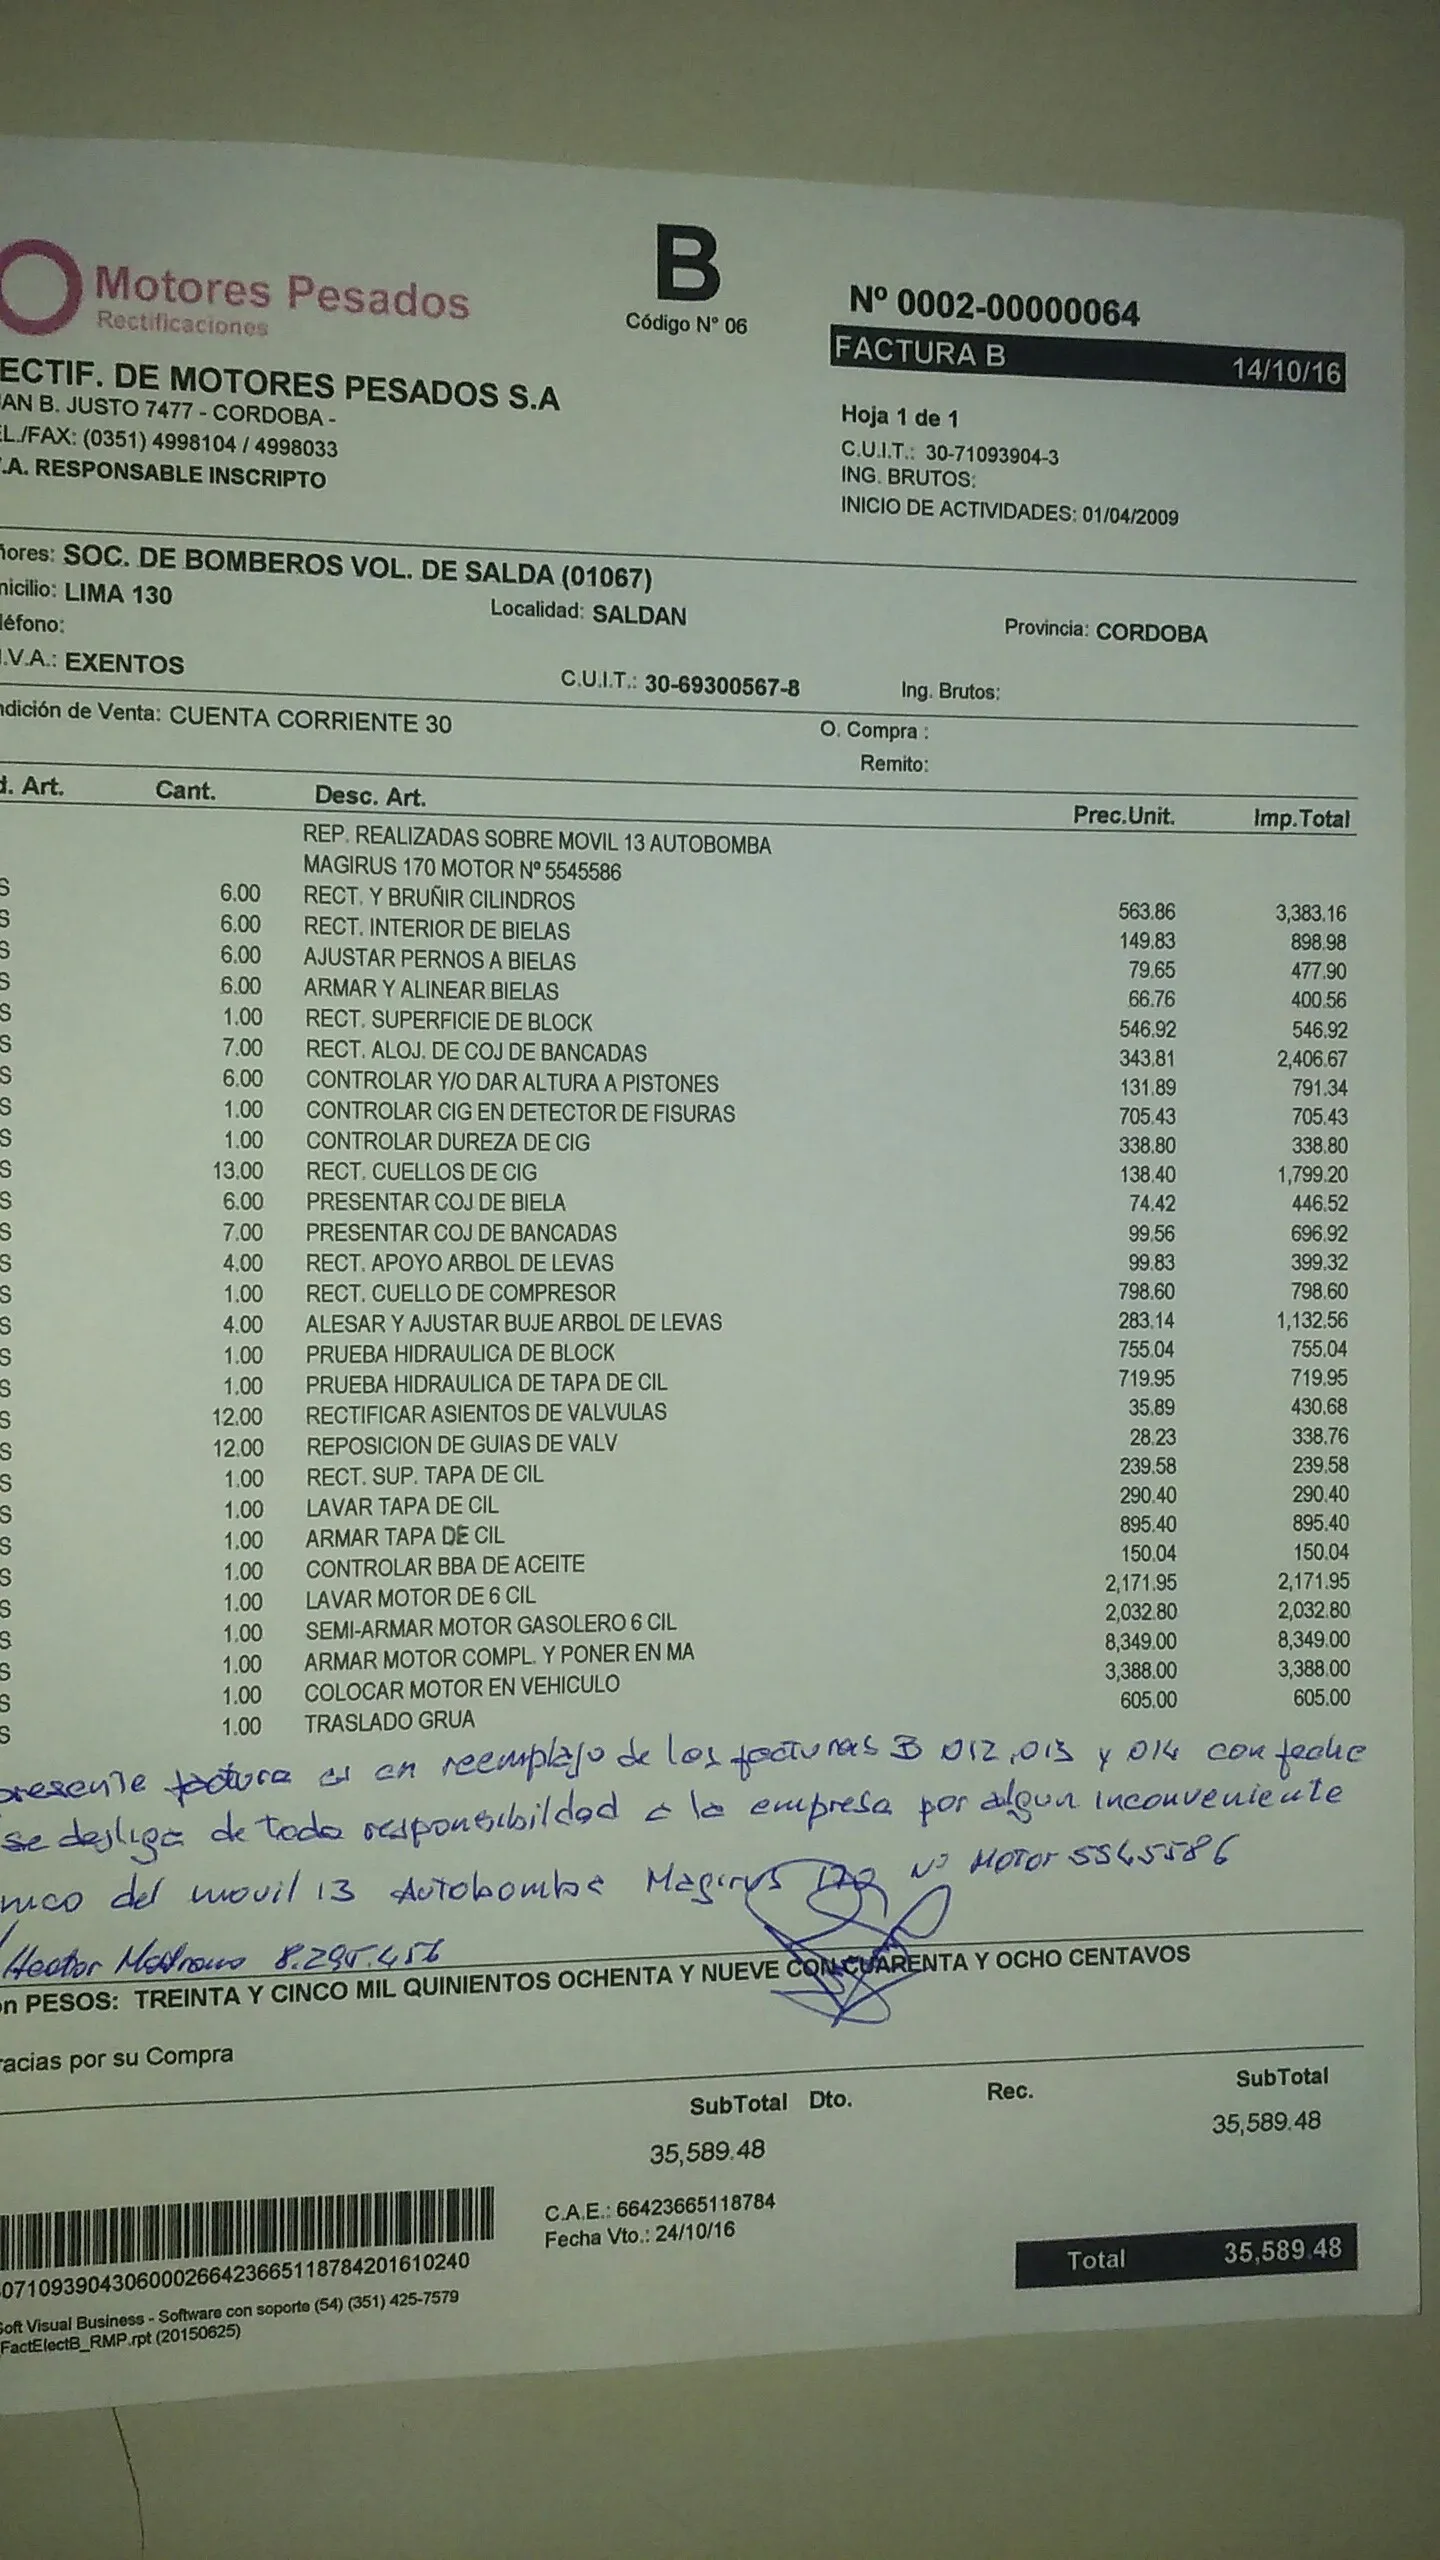 Motores Pesados
Rectificaciones
B
Código N° 06
Nº 0002-00000064
FACTURA B 14/10/16
ECTIF. DE MOTORES PESADOS S.A
AN B. JUSTO 7477 - CORDOBA -
EL./FAX: (0351) 4998104 / 4998033
.A. RESPONSABLE INSCRIPTO
Hoja 1 de 1
C.U.I.T.: 30-71093904-3
ING. BRUTOS:
INICIO DE ACTIVIDADES: 01/04/2009
ñores: SOC. DE BOMBEROS VOL. DE SALDA (01067)
nicilio: LIMA 130 Localidad: SALDAN Provincia: CORDOBA
léfono:
I.V.A.: EXENTOS C.U.I.T.: 30-69300567-8 Ing. Brutos:
ndición de Venta: CUENTA CORRIENTE 30 O. Compra :
Remito:
d. Art. Cant. Desc. Art. Prec.Unit. Imp.Total
REP. REALIZADAS SOBRE MOVIL 13 AUTOBOMBA
MAGIRUS 170 MOTOR Nº 5545586
S 6.00 RECT. Y BRUÑIR CILINDROS 563.86 3,383.16
S 6.00 RECT. INTERIOR DE BIELAS 149.83 898.98
S 6.00 AJUSTAR PERNOS A BIELAS 79.65 477.90
S 6.00 ARMAR Y ALINEAR BIELAS 66.76 400.56
S 1.00 RECT. SUPERFICIE DE BLOCK 546.92 546.92
S 7.00 RECT. ALOJ. DE COJ DE BANCADAS 343.81 2,406.67
S 6.00 CONTROLAR Y/O DAR ALTURA A PISTONES 131.89 791.34
S 1.00 CONTROLAR CIG EN DETECTOR DE FISURAS 705.43 705.43
S 1.00 CONTROLAR DUREZA DE CIG 338.80 338.80
S 13.00 RECT. CUELLOS DE CIG 138.40 1,799.20
S 6.00 PRESENTAR COJ DE BIELA 74.42 446.52
S 7.00 PRESENTAR COJ DE BANCADAS 99.56 696.92
S 4.00 RECT. APOYO ARBOL DE LEVAS 99.83 399.32
S 1.00 RECT. CUELLO DE COMPRESOR 798.60 798.60
S 4.00 ALESAR Y AJUSTAR BUJE ARBOL DE LEVAS 283.14 1,132.56
S 1.00 PRUEBA HIDRAULICA DE BLOCK 755.04 755.04
S 1.00 PRUEBA HIDRAULICA DE TAPA DE CIL 719.95 719.95
S 12.00 RECTIFICAR ASIENTOS DE VALVULAS 35.89 430.68
S 12.00 REPOSICION DE GUIAS DE VALV 28.23 338.76
S 1.00 RECT. SUP. TAPA DE CIL 239.58 239.58
S 1.00 LAVAR TAPA DE CIL 290.40 290.40
S 1.00 ARMAR TAPA DE CIL 895.40 895.40
S 1.00 CONTROLAR BBA DE ACEITE 150.04 150.04
S 1.00 LAVAR MOTOR DE 6 CIL 2,171.95 2,171.95
S 1.00 SEMI-ARMAR MOTOR GASOLERO 6 CIL 2,032.80 2,032.80
S 1.00 ARMAR MOTOR COMPL. Y PONER EN MA 8,349.00 8,349.00
S 1.00 COLOCAR MOTOR EN VEHICULO 3,388.00 3,388.00
S 1.00 TRASLADO GRUA 605.00 605.00
presente factura es en reemplazo de las facturas B 012, 013 y 014 con fecha
se desliga de toda responsibildad a la empresa por algun inconveniente
nico del movil 13 Autobomba Magirus 170 Nº Motor 5545586
Hector 8.295.456
on PESOS: TREINTA Y CINCO MIL QUINIENTOS OCHENTA Y NUEVE CON CUARENTA Y OCHO CENTAVOS
racias por su Compra
SubTotal Dto. Rec. SubTotal
35,589.48 35,589.48
C.A.E.: 66423665118784
Fecha Vto.: 24/10/16
Total 35,589.48
07109390430600026642366511878420161024​0
Soft Visual Business - Software con soporte (54) (351) 425-7579
FactElectB_RMP.rpt (20150625)